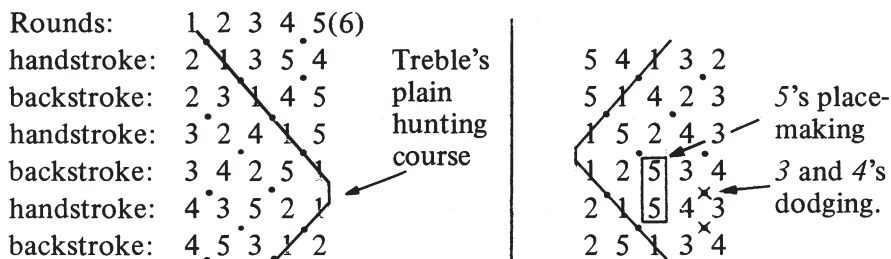 Rounds: 1 2 3 4 5(6)
handstroke: 2 1 3 5 4
backstroke: 2 3 1 4 5
handstroke: 3 2 4 1 5
backstroke: 3 4 2 5 1
handstroke: 4 3 5 2 1
backstroke: 4 5 3 1 2
Treble's
plain
hunting
course
5 4 1 3 2
5 1 4 2 3
1 5 2 4 3
1 2 5 3 4
2 1 5 4 3
2 5 1 3 4
5's place-
making
3 and 4's
dodging.